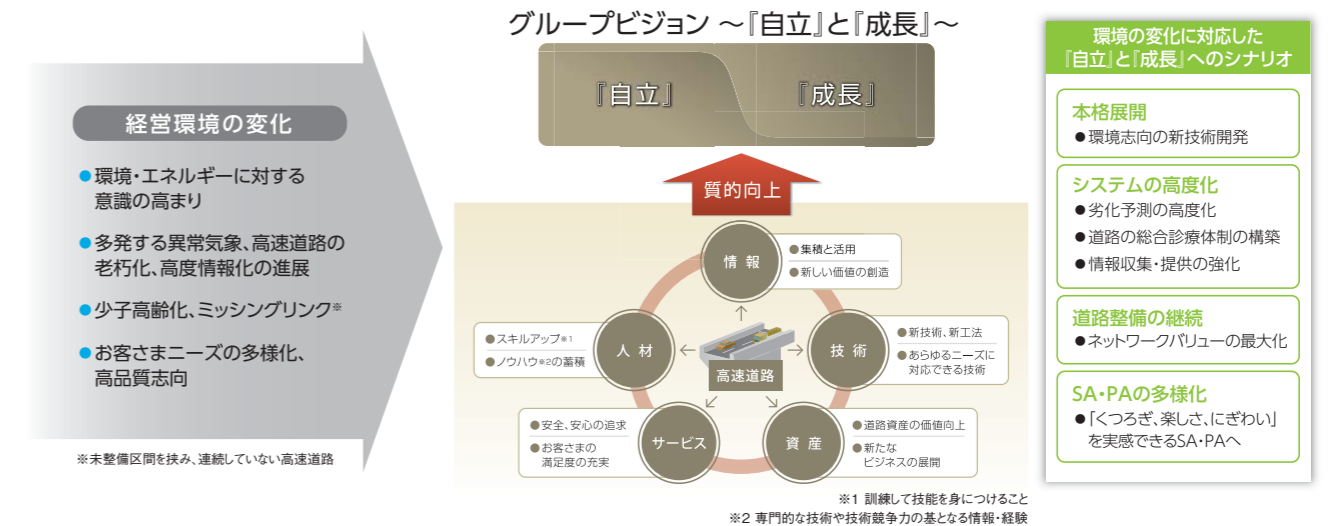 グループビジョン ～『自立』と『成長』～
『自立』
『成長』
質的向上
経営環境の変化
●環境・エネルギーに対する
意識の高まり
●多発する異常気象、高速道路の
老朽化、高度情報化の進展
●少子高齢化、ミッシングリンク※
●お客さまニーズの多様化、
高品質志向
※未整備区間を挟み、連続していない高速道路
情報
●集積と活用
●新しい価値の創造
人材
●スキルアップ※1
●ノウハウ※2の蓄積
高速道路
技術
●新技術、新工法
●あらゆるニーズに
対応できる技術
サービス
●安全、安心の追求
●お客さまの
満足度の充実
資産
●道路資産の価値向上
●新たな
ビジネスの展開
※1 訓練して技能を身につけること
※2 専門的な技術や技術競争力の基となる情報・経験
環境の変化に対応した
『自立』と『成長』へのシナリオ
本格展開
●環境志向の新技術開発
システムの高度化
●劣化予測の高度化
●道路の総合診療体制の構築
●情報収集・提供の強化
道路整備の継続
●ネットワークバリューの最大化
SA・PAの多様化
●「くつろぎ、楽しさ、にぎわい」
を実感できるSA・PAへ